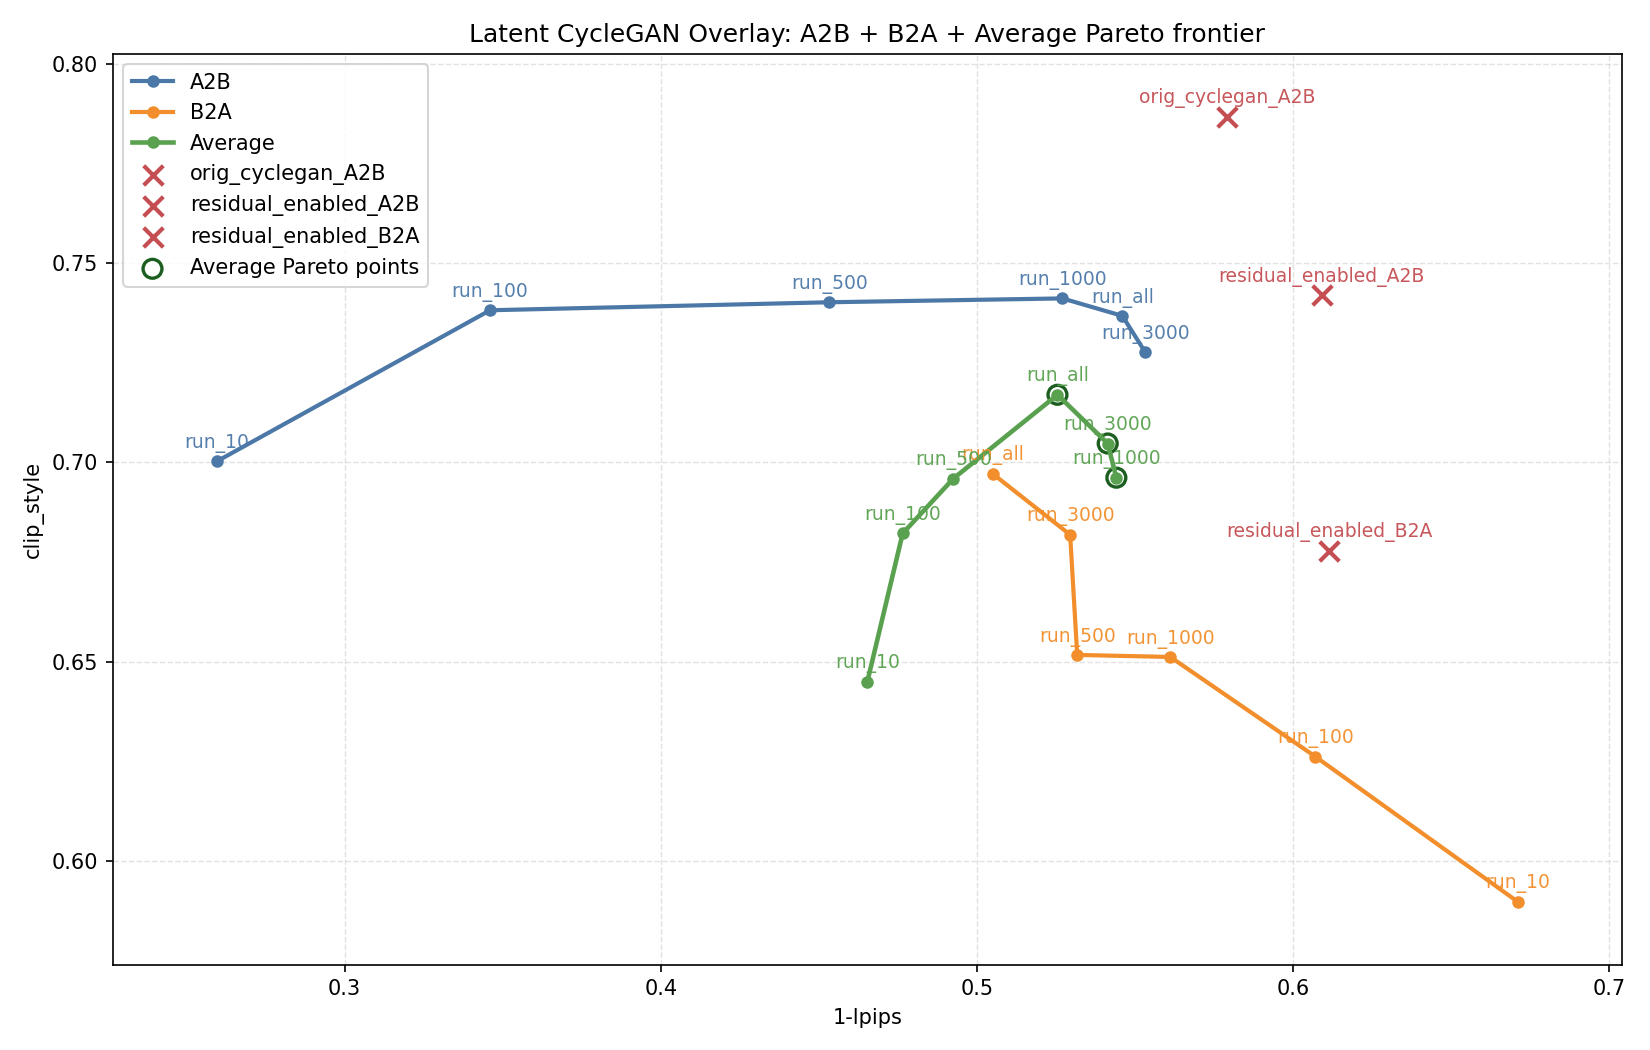 Latent CycleGAN Overlay: A2B + B2A + Average Pareto frontier
A2B
B2A
Average
orig_cyclegan_A2B
residual_enabled_A2B
residual_enabled_B2A
Average Pareto points
orig_cyclegan_A2B
residual_enabled_A2B
run_100
run_500
run_1000
run_all
run_3000
run_10
run_all
run_3000
run_500
run_all
run_1000
run_100
run_3000
residual_enabled_B2A
run_10
run_500
run_1000
run_100
run_10
0.80
0.75
0.70
0.65
0.60
clip_style
0.3
0.4
0.5
0.6
0.7
1-lpips